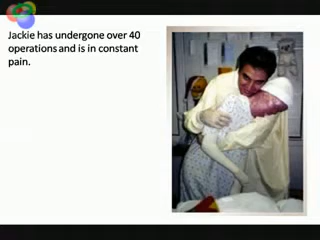 Jackie has undergone over 40
operations and is in constant
pain.